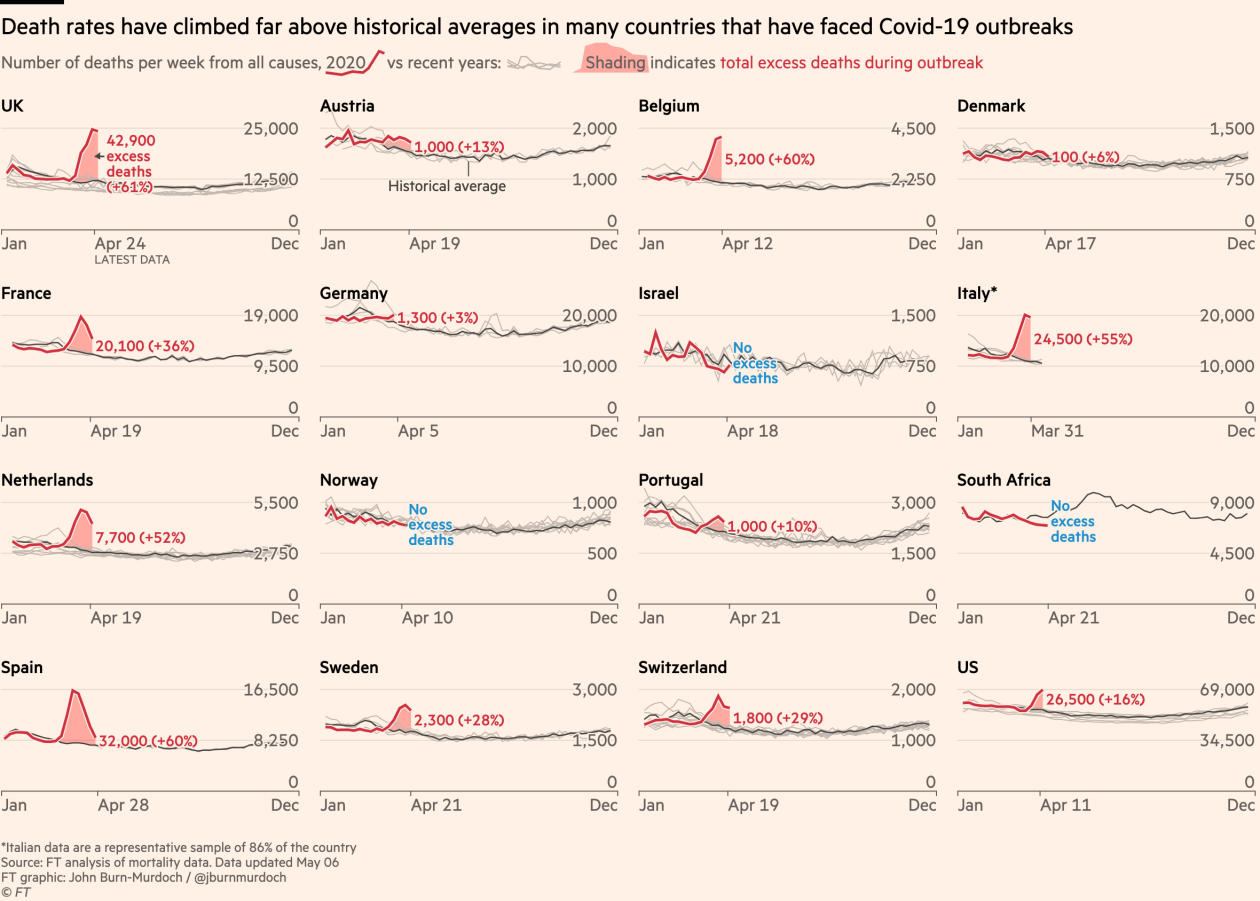 Death rates have climbed far above historical averages in many countries that have faced Covid-19 outbreaks
Number of deaths per week from all causes, 2020 vs recent years: Shading indicates total excess deaths during outbreak
UK
25,000
42,900
excess
deaths
(+61%)
12,500
0
Jan
Apr 24
Dec
LATEST DATA
Austria
2,000
1,000 (+13%)
1,000
Historical average
0
Jan
Apr 19
Dec
Belgium
4,500
5,200 (+60%)
2,250
0
Jan
Apr 12
Dec
Denmark
1,500
100 (+6%)
750
0
Jan
Apr 17
Dec
France
19,000
20,100 (+36%)
9,500
0
Jan
Apr 19
Dec
Germany
20,000
1,300 (+3%)
10,000
0
Jan
Apr 5
Dec
Israel
1,500
No
excess
deaths
750
0
Jan
Apr 18
Dec
Italy*
20,000
24,500 (+55%)
10,000
0
Jan
Mar 31
Dec
Netherlands
5,500
7,700 (+52%)
2,750
0
Jan
Apr 19
Dec
Norway
1,000
No
excess
deaths
500
0
Jan
Apr 10
Dec
Portugal
3,000
1,000 (+10%)
1,500
0
Jan
Apr 21
Dec
South Africa
9,000
No
excess
deaths
4,500
0
Jan
Apr 21
Dec
Spain
16,500
32,000 (+60%)
8,250
0
Jan
Apr 28
Dec
Sweden
3,000
2,300 (+28%)
1,500
0
Jan
Apr 21
Dec
Switzerland
2,000
1,800 (+29%)
1,000
0
Jan
Apr 19
Dec
US
69,000
26,500 (+16%)
34,500
0
Jan
Apr 11
Dec
*Italian data are a representative sample of 86% of the country
Source: FT analysis of mortality data. Data updated May 06
FT graphic: John Burn-Murdoch / @jburnmurdoch
© FT